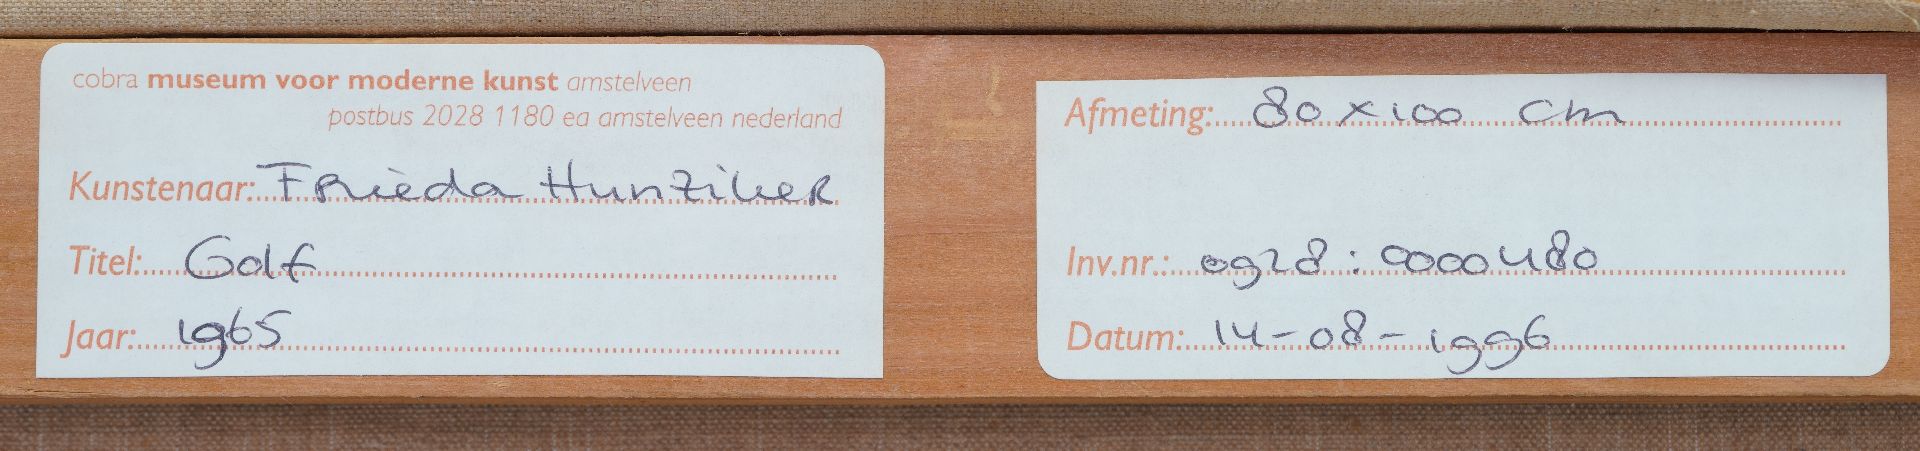 cobra museum voor moderne kunst amstelveen
postbus 2028 1180 ea amstelveen nederland
Kunstenaar: Frieda Hunziker
Titel: Golf
Jaar: 1965
Afmeting: 80 x 100 cm
Inv.nr.: 0928:0000480
Datum: 14-08-1996